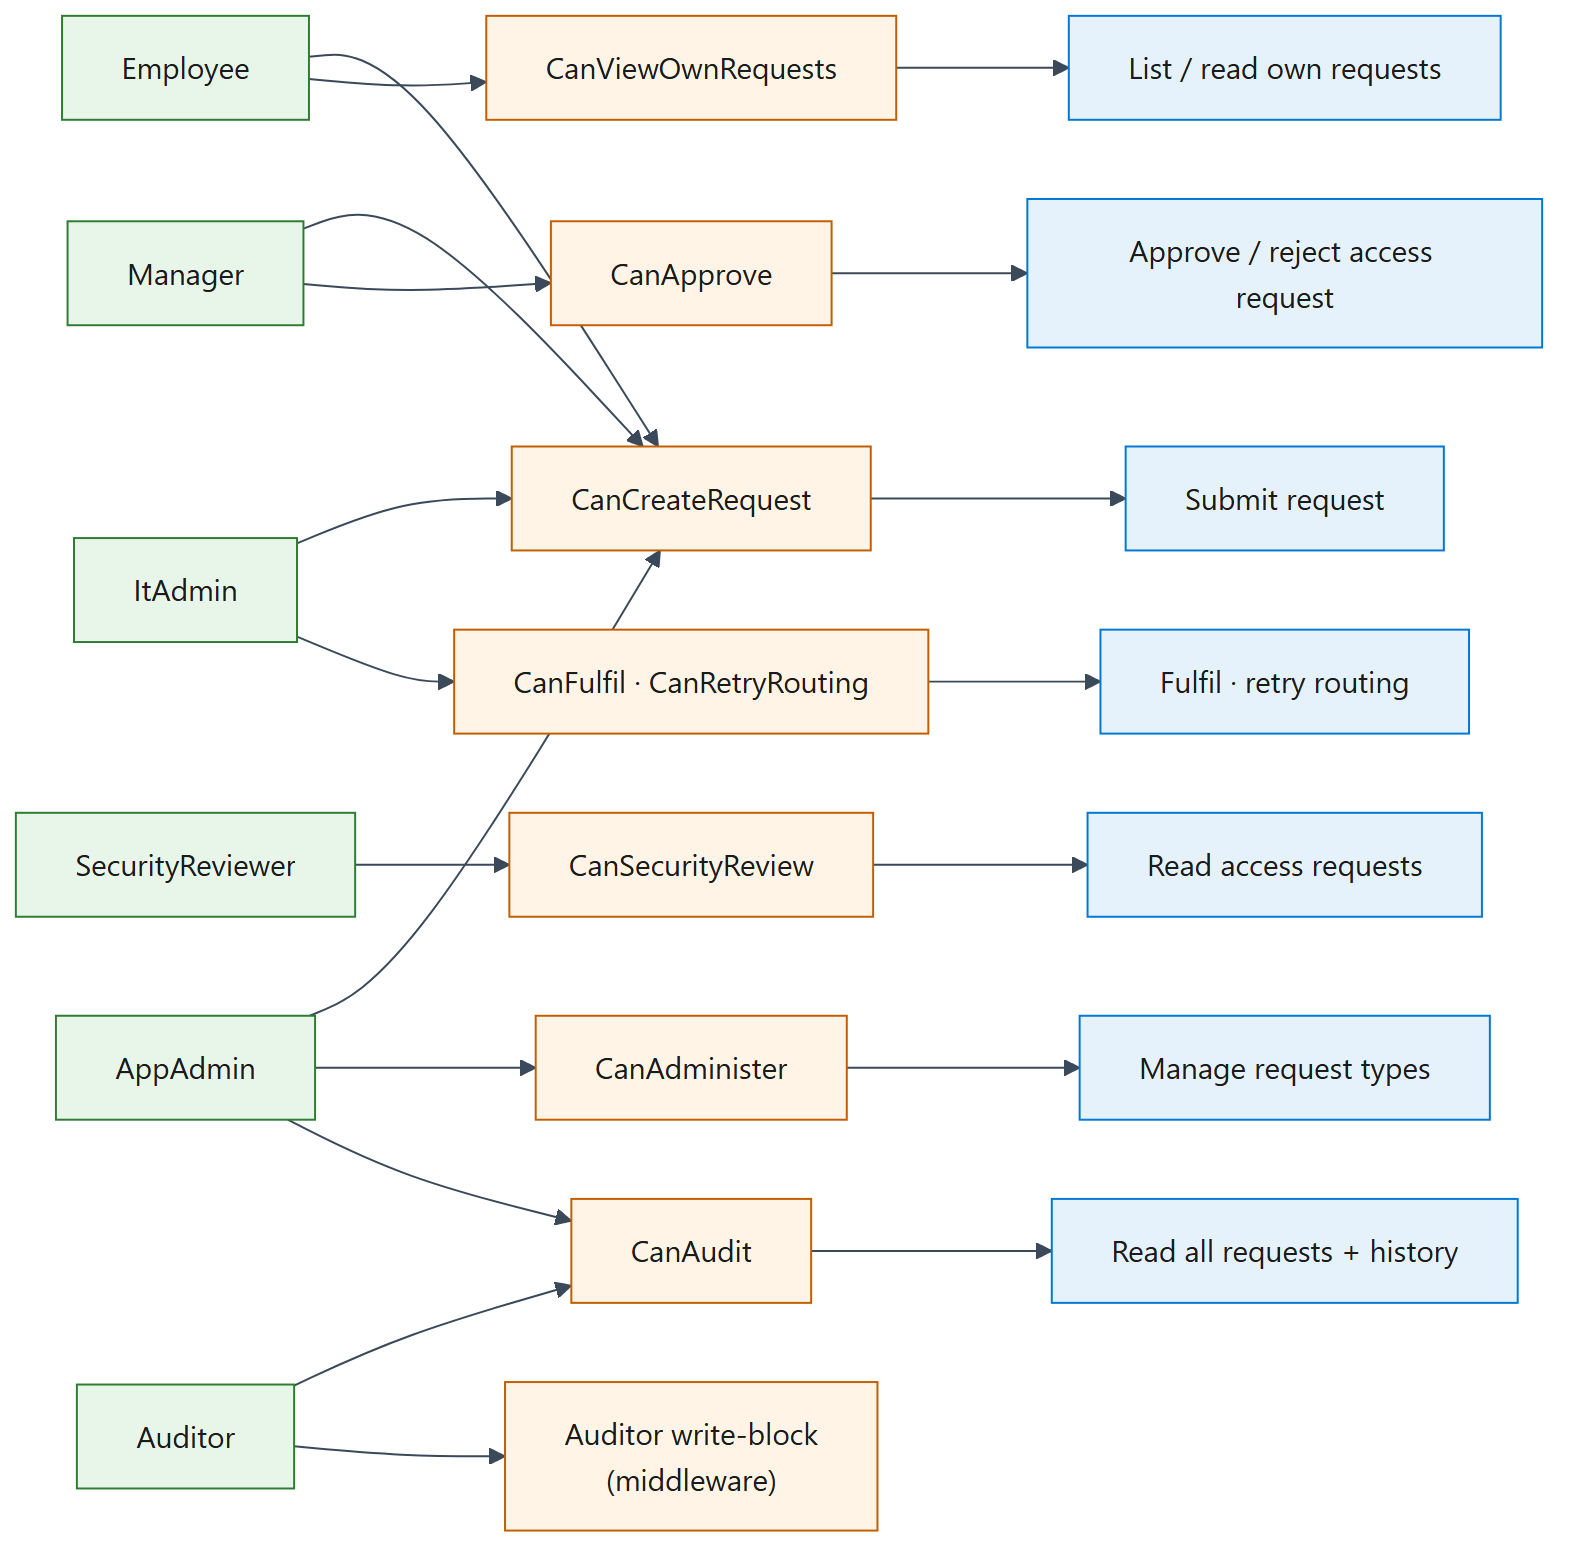 Employee
CanViewOwnRequests
List / read own requests
Manager
CanApprove
Approve / reject access
request
CanCreateRequest
Submit request
ItAdmin
CanFulfil · CanRetryRouting
Fulfil · retry routing
SecurityReviewer
CanSecurityReview
Read access requests
AppAdmin
CanAdminister
Manage request types
CanAudit
Read all requests + history
Auditor
Auditor write-block
(middleware)